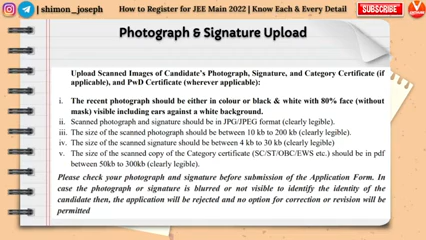 | shimon_joseph
How to Register for JEE Main 2022 | Know Each & Every Detail
SUBSCRIBE
Photograph & Signature Upload
Upload Scanned Images of Candidate's Photograph, Signature, and Category Certificate (if
applicable), and PwD Certificate (wherever applicable):
i. The recent photograph should be either in colour or black & white with 80% face (without
mask) visible including ears against a white background.
ii. Scanned photograph and signature should be in JPG/JPEG format (clearly legible).
iii. The size of the scanned photograph should be between 10 kb to 200 kb (clearly legible).
iv. The size of the scanned signature should be between 4 kb to 30 kb (clearly legible)
v. The size of the scanned copy of the Category certificate (SC/ST/OBC/EWS etc.) should be in pdf
between 50kb to 300kb (clearly legible).
Please check your photograph and signature before submission of the Application Form. In
case the photograph or signature is blurred or not visible to identify the identity of the
candidate then, the application will be rejected and no option for correction or revision will be
permitted